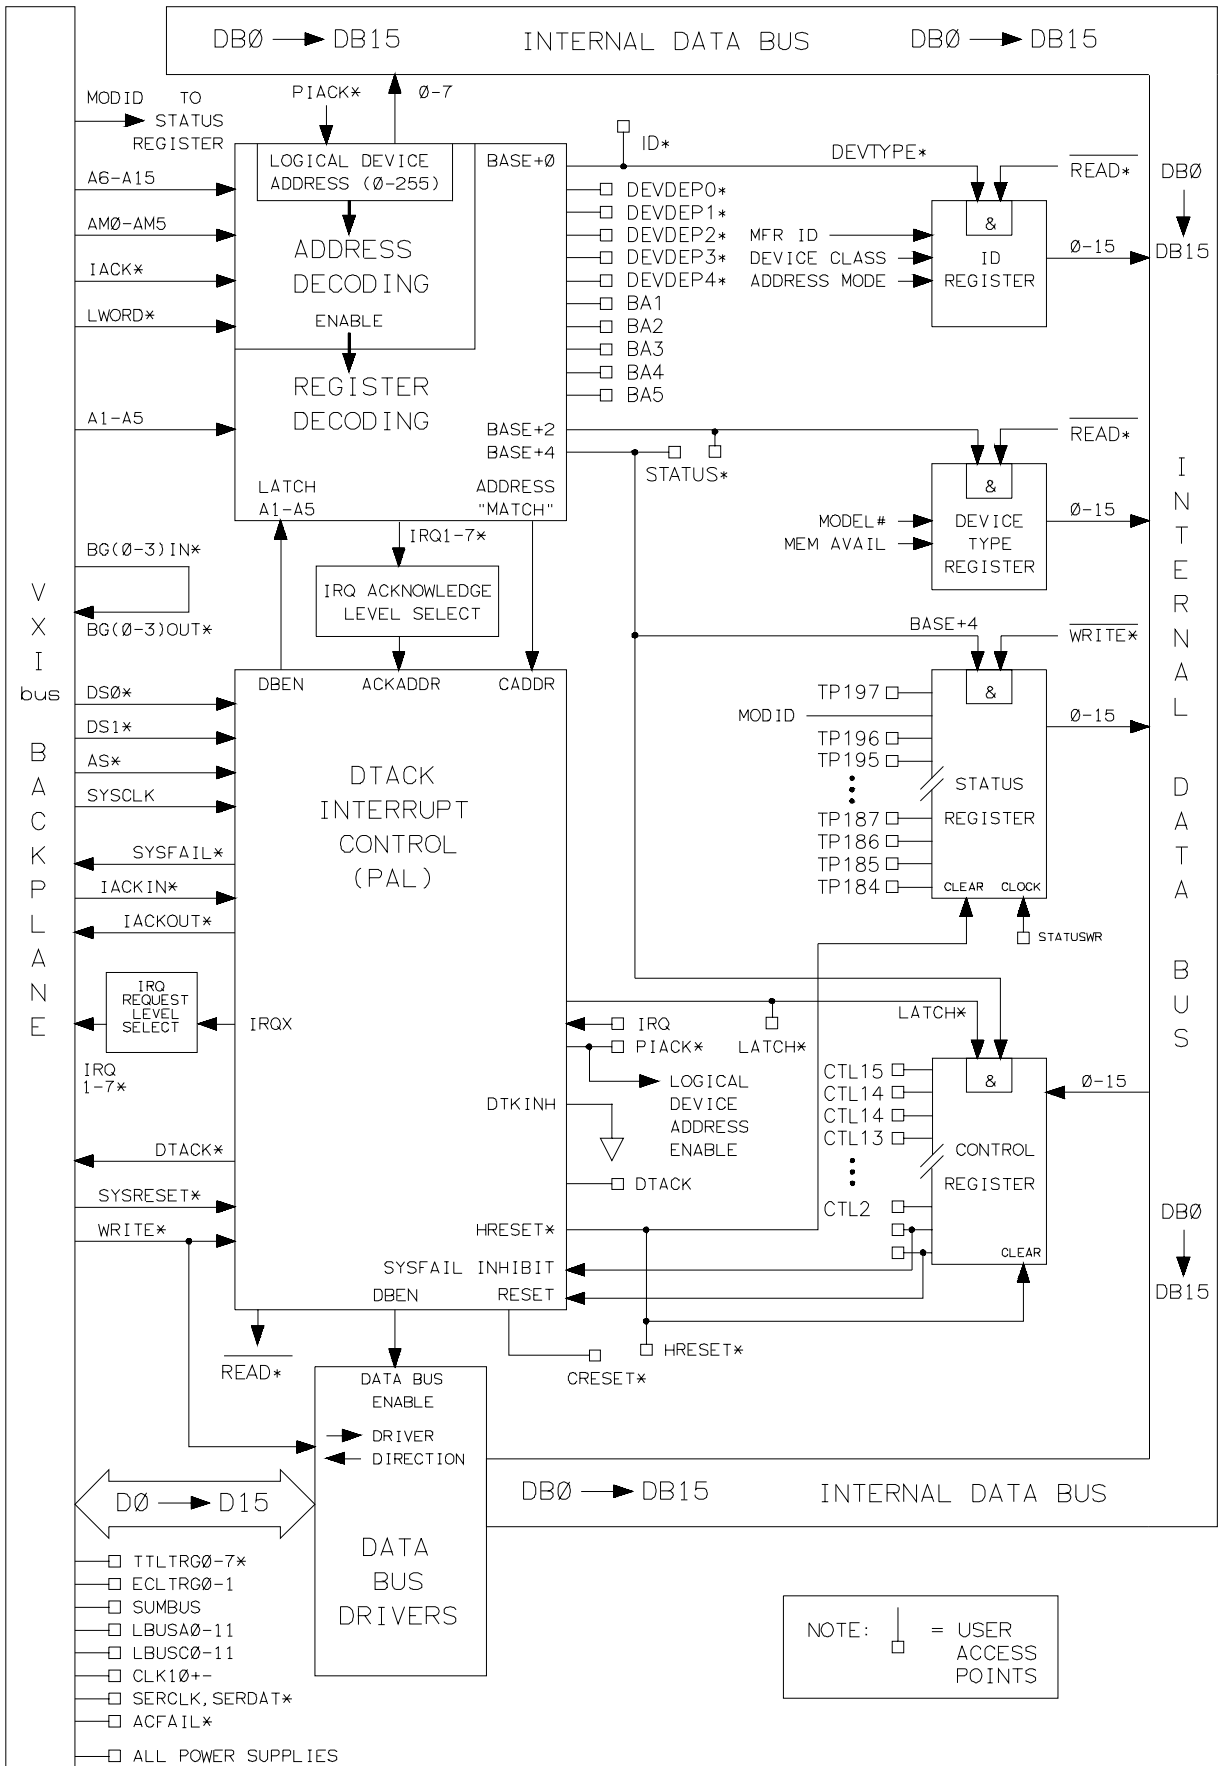 DBØ → DB15 INTERNAL DATA BUS DBØ → DB15
MODID TO
STATUS
REGISTER
PIACK*
Ø-7
LOGICAL DEVICE
ADDRESS (Ø-255)
BASE+Ø
ID*
DEVTYPE*
READ*
DBØ
DB15
A6-A15
AMØ-AM5
IACK*
LWORD*
A1-A5
ADDRESS
DECODING
ENABLE
REGISTER
DECODING
DEVDEP0*
DEVDEP1*
DEVDEP2*
DEVDEP3*
DEVDEP4*
BA1
BA2
BA3
BA4
BA5
MFR ID
DEVICE CLASS
ADDRESS MODE
&
ID
REGISTER
Ø-15
BASE+2
BASE+4
STATUS*
READ*
LATCH
A1-A5
ADDRESS
"MATCH"
MODEL#
MEM AVAIL
&
DEVICE
TYPE
REGISTER
Ø-15
BG(Ø-3)IN*
BG(Ø-3)OUT*
IRQ1-7*
IRQ ACKNOWLEDGE
LEVEL SELECT
VXI
bus
BACKPLANE
INTERNAL DATA BUS
BASE+4
WRITE*
DBEN ACKADDR CADDR
DSØ*
DS1*
AS*
SYSCLK
SYSFAIL*
IACKIN*
IACKOUT*
DTACK
INTERRUPT
CONTROL
(PAL)
TP197
MODID
TP196
TP195
TP187
TP186
TP185
TP184
&
STATUS
REGISTER
CLEAR CLOCK
Ø-15
STATUSWR
IRQ
REQUEST
LEVEL
SELECT
IRQX
IRQ
1-7*
IRQ
PIACK*
LATCH*
LATCH*
LOGICAL
DEVICE
ADDRESS
ENABLE
DTKINH
DTACK
CTL15
CTL14
CTL14
CTL13
CTL2
&
CONTROL
REGISTER
CLEAR
Ø-15
DTACK*
SYSRESET*
WRITE*
HRESET*
SYSFAIL INHIBIT
DBEN RESET
DBØ
DB15
READ*
HRESET*
CRESET*
DATA BUS
ENABLE
DRIVER
DIRECTION
DØ → D15
DBØ → DB15 INTERNAL DATA BUS
DATA
BUS
DRIVERS
TTLTRGØ-7*
ECLTRGØ-1
SUMBUS
LBUSAØ-11
LBUSCØ-11
CLK1Ø+-
SERCLK,SERDAT*
ACFAIL*
ALL POWER SUPPLIES
NOTE: = USER
ACCESS
POINTS